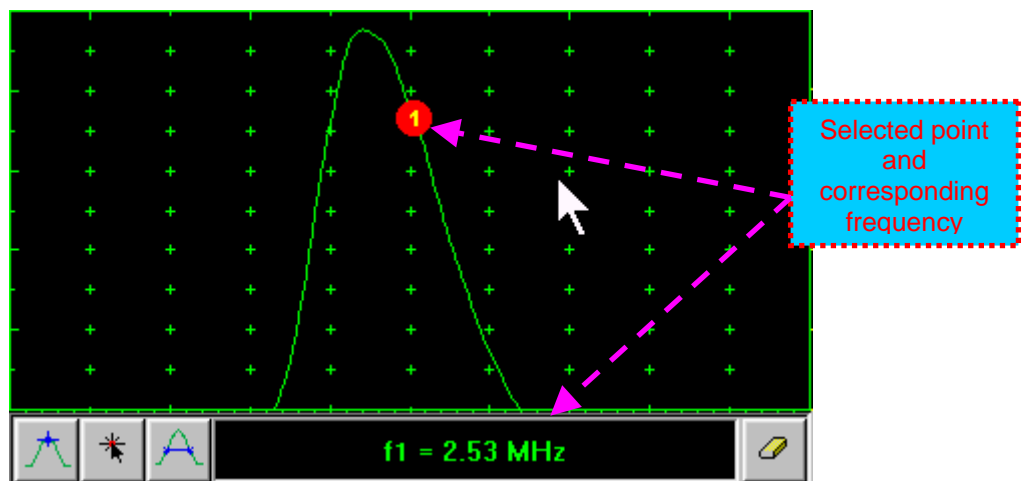 1
Selected point
and
corresponding
frequency
f1 = 2.53 MHz